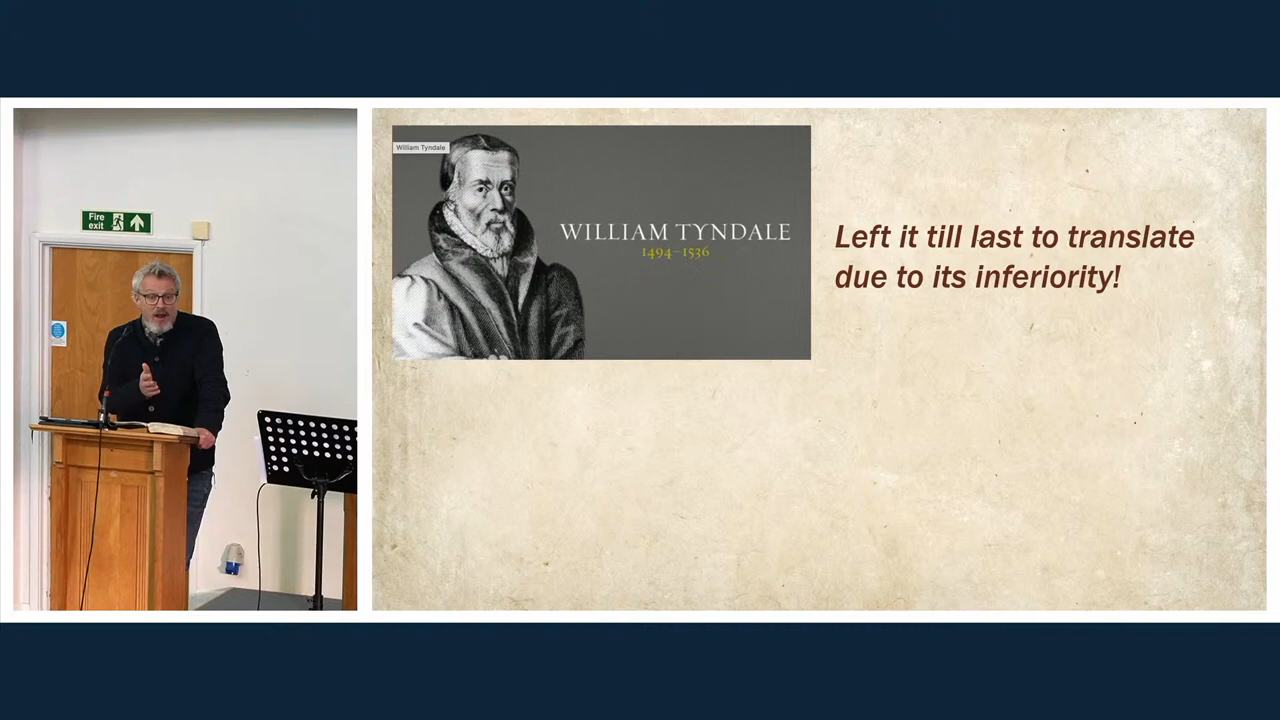 Fire
exit
William Tyndale
WILLIAM TYNDALE
1494–1536
Left it till last to translate
due to its inferiority!